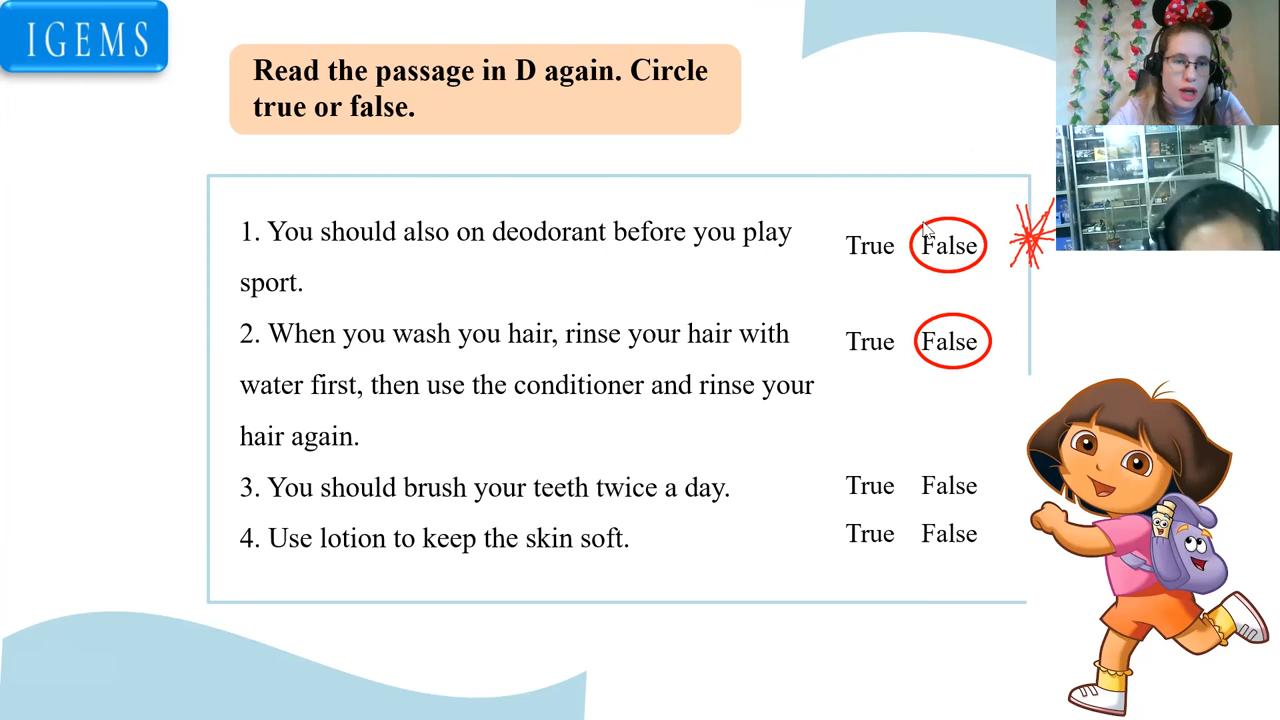 IGEMS
Read the passage in D again. Circle
true or false.
1. You should also on deodorant before you play
sport.
True False
2. When you wash you hair, rinse your hair with
water first, then use the conditioner and rinse your
hair again.
True False
3. You should brush your teeth twice a day.
True False
4. Use lotion to keep the skin soft.
True False